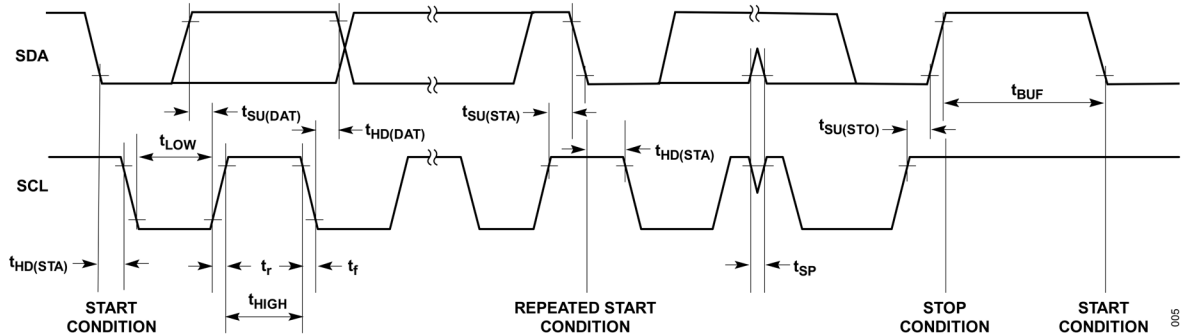 SDA
tSU(DAT)
tHD(DAT)
tLOW
tSU(STA)
tHD(STA)
tBUF
tSU(STO)
SCL
tHD(STA)
tr
tf
tHIGH
tSP
START
CONDITION
REPEATED START
CONDITION
STOP
CONDITION
START
CONDITION
005